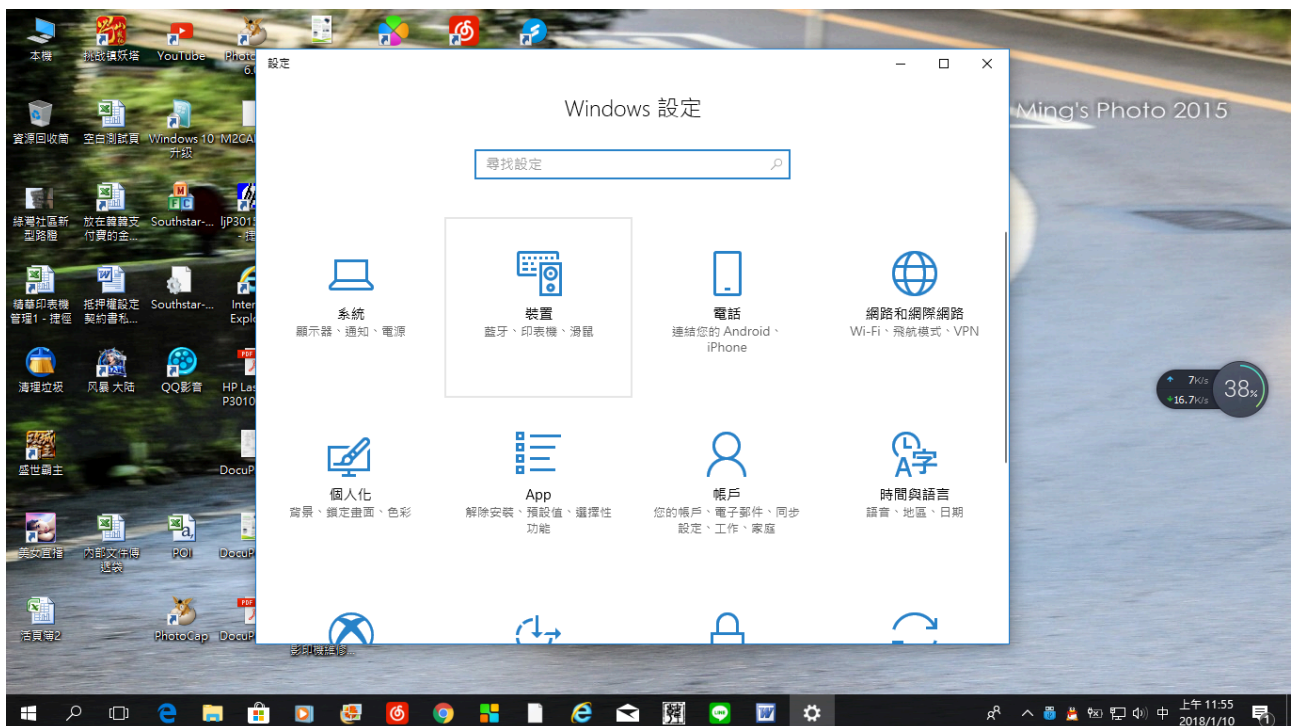 本機
挑战镇妖塔
YouTube
設定
Windows 設定
尋找設定
Ming's Photo 2015
資源回收筒
空白測試頁
Windows 10
升級
綠灣社區新
型路燈
放在韓韓支
付費的金...
Southstar-...
精華印表機
管理1 - 捷徑
抵押權設定
契約書私...
Southstar-...
清理垃圾
风暴 大陆
QQ影音
盛世霸主
美女直播
内部文件傳
遞袋
POI
活頁簿2
PhotoCap
系統
顯示器、通知、電源
裝置
藍牙、印表機、滑鼠
電話
連結您的 Android、
iPhone
網路和網際網路
Wi-Fi、飛航模式、VPN
個人化
背景、鎖定畫面、色彩
App
解除安裝、預設值、選擇性
功能
帳戶
您的帳戶、電子郵件、同步
設定、工作、家庭
時間與語言
語音、地區、日期
7K/s
16.7K/s
38%
影印機維修...
中
上午 11:55
2018/1/10